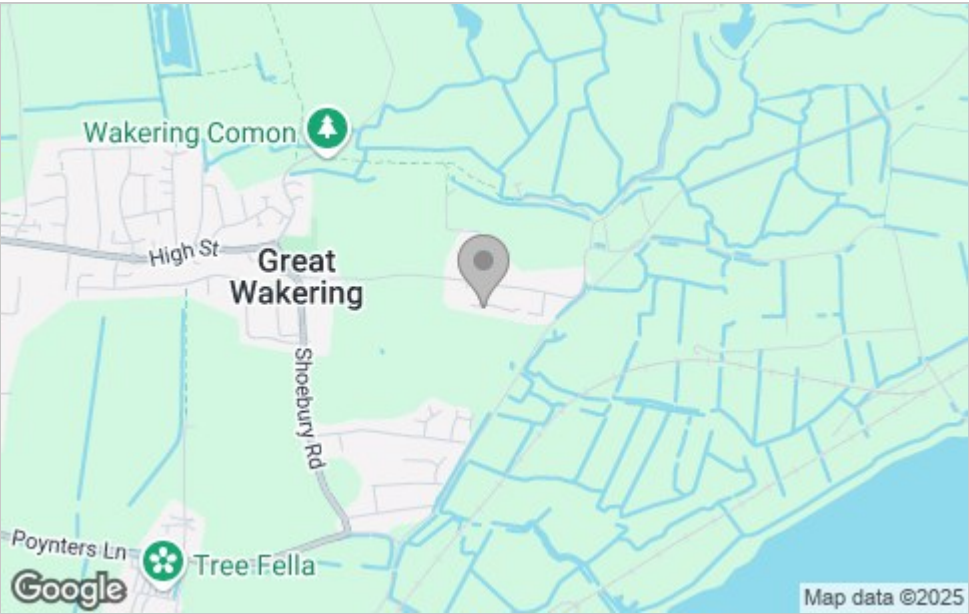 Wakering Comon
High St
Great
Wakering
Shoebury Rd
Poynters Ln
Tree Fella
Google
Map data ©2025